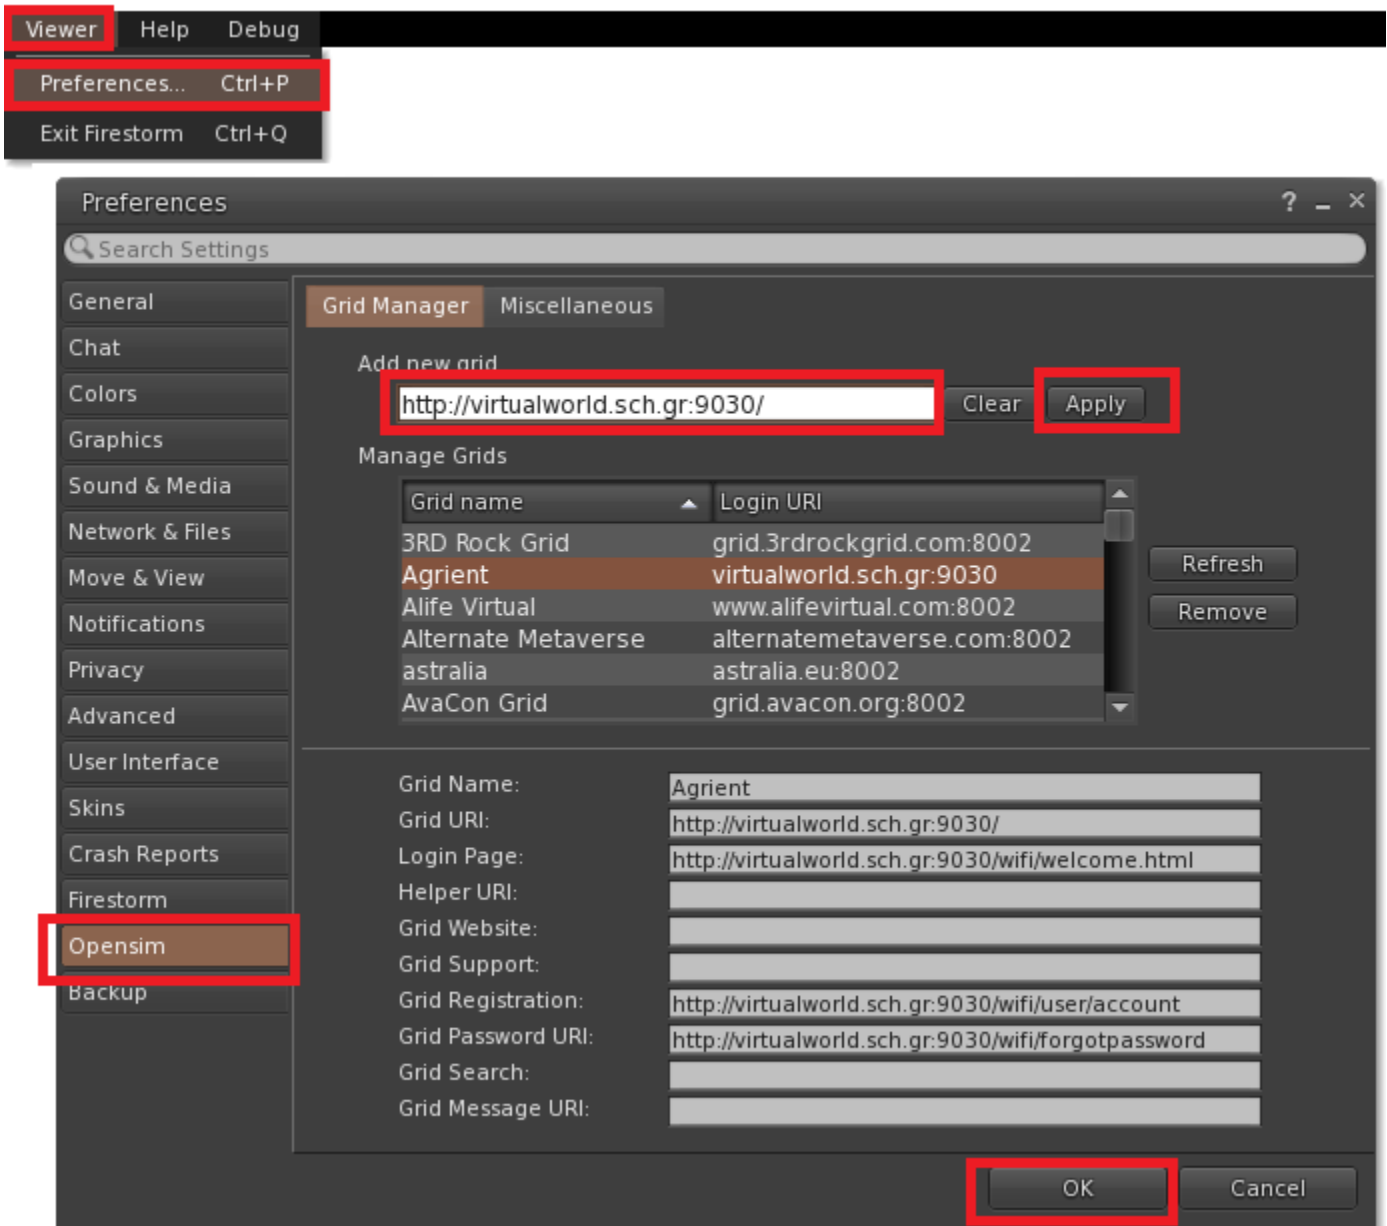 Viewer Help Debug
Preferences... Ctrl+P
Exit Firestorm Ctrl+Q
Preferences ? _ ×
Search Settings
General
Chat
Colors
Graphics
Sound & Media
Network & Files
Move & View
Notifications
Privacy
Advanced
User Interface
Skins
Crash Reports
Firestorm
Opensim
Backup
Grid Manager Miscellaneous
Add new grid
http://virtualworld.sch.gr:9030/ Clear Apply
Manage Grids
Grid name Login URI
3RD Rock Grid grid.3rdrockgrid.com:8002
Agrient virtualworld.sch.gr:9030
Alife Virtual www.alifevirtual.com:8002
Alternate Metaverse alternatemetaverse.com:8002
astralia astralia.eu:8002
AvaCon Grid grid.avacon.org:8002
Refresh
Remove
Grid Name: Agrient
Grid URI: http://virtualworld.sch.gr:9030/
Login Page: http://virtualworld.sch.gr:9030/wifi/welcome.html
Helper URI:
Grid Website:
Grid Support:
Grid Registration: http://virtualworld.sch.gr:9030/wifi/user/account
Grid Password URI: http://virtualworld.sch.gr:9030/wifi/forgotpassword
Grid Search:
Grid Message URI:
OK Cancel